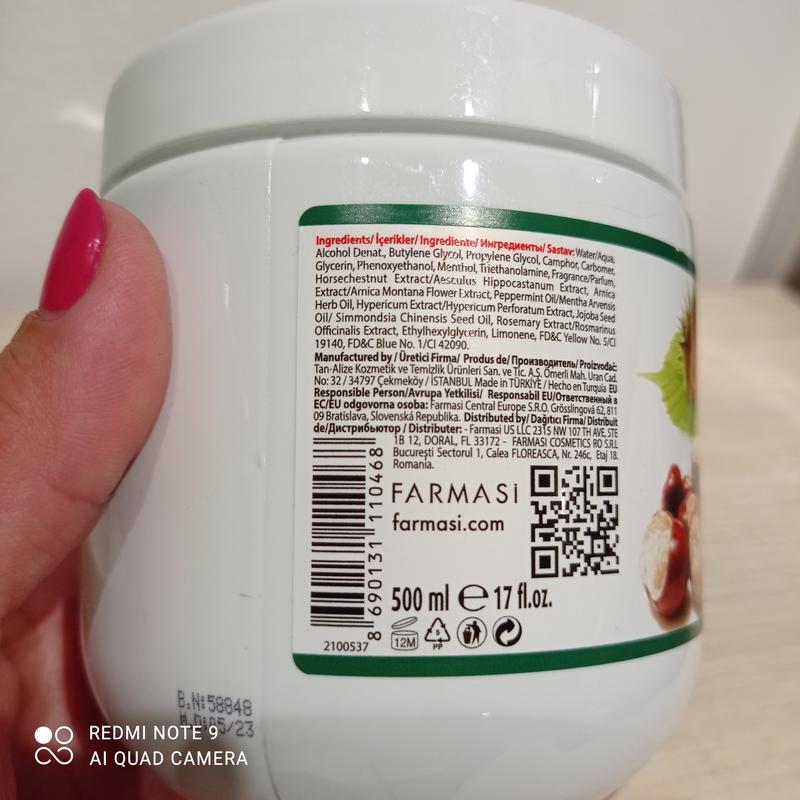 Ingredients/ İçerikler/ Ingrediente/ Ингредиенты/ Sastav: Water/Aqua,
Alcohol Denat., Butylene Glycol, Propylene Glycol, Camphor, Carbomer,
Glycerin, Phenoxyethanol, Menthol, Triethanolamine, Fragrance/Parfum,
Horsechestnut Extract/Aesculus Hippocastanum Extract, Arnica
Extract/Arnica Montana Flower Extract, Peppermint Oil/Mentha Arvensis
Herb Oil, Hypericum Extract/Hypericum Perforatum Extract, Jojoba Seed
Oil/ Simmondsia Chinensis Seed Oil, Rosemary Extract/Rosmarinus
Officinalis Extract, Ethylhexylglycerin, Limonene, FD&C Yellow No. 5/CI
19140, FD&C Blue No. 1/CI 42090.
Manufactured by / Üretici Firma/ Produs de/ Производитель/ Proizvođač:
Tan-Alize Kozmetik ve Temizlik Ürünleri San. ve Tic. A.Ş. Ömerli Mah. Uran Cad.
No: 32 / 34797 Çekmeköy / İSTANBUL Made in TÜRKİYE / Hecho en Turquía EU
Responsible Person/Avrupa Yetkilisi/ Responsabil EU/Ответственный в
EC/EU odgovorna osoba: Farmasi Central Europe S.R.O. Grösslingová 62, 811
09 Bratislava, Slovenská Republika. Distributed by/ Dağıtıcı Firma/ Distribuit
de/Дистрибьютор / Distributer: - Farmasi US LLC 2315 NW 107 TH AVE, STE
1B 12, DORAL, FL 33172 - FARMASI COSMETICS RO S.R.L
București Sectorul 1, Calea FLOREASCA, Nr. 246c, Etaj 18.
Romania.
8 690131 110468
FARMASi
farmasi.com
500 ml ℮ 17 fl.oz.
2100537
12M
5
PP
B.N:58848
M.D:05/23
REDMI NOTE 9
AI QUAD CAMERA